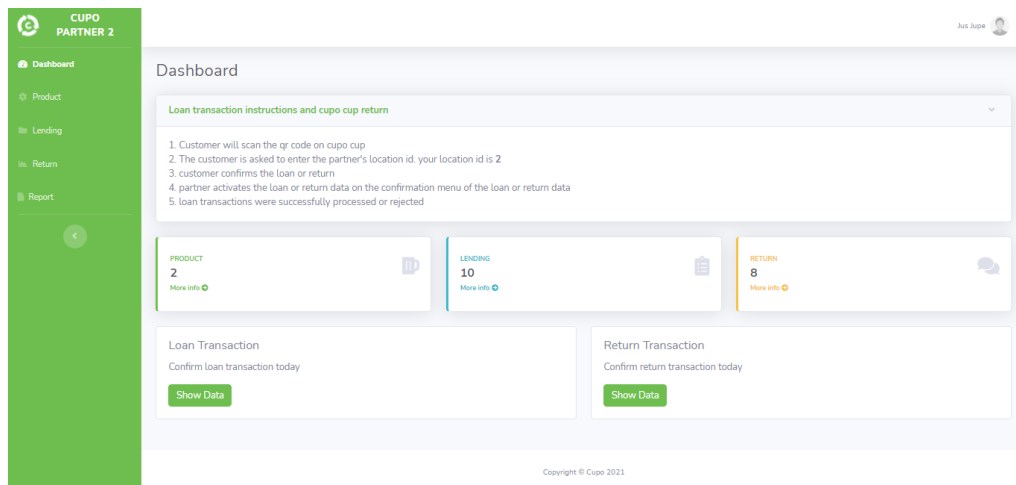 CUPO
PARTNER 2
Jus Jupe
Dashboard
Product
Lending
Return
Report
Dashboard
Loan transaction instructions and cupo cup return
1. Customer will scan the qr code on cupo cup
2. The customer is asked to enter the partner's location id. your location id is 2
3. customer confirms the loan or return
4. partner activates the loan or return data on the confirmation menu of the loan or return data
5. loan transactions were successfully processed or rejected
PRODUCT
2
More info
LENDING
10
More info
RETURN
8
More info
Loan Transaction
Confirm loan transaction today
Show Data
Return Transaction
Confirm return transaction today
Show Data
Copyright © Cupo 2021